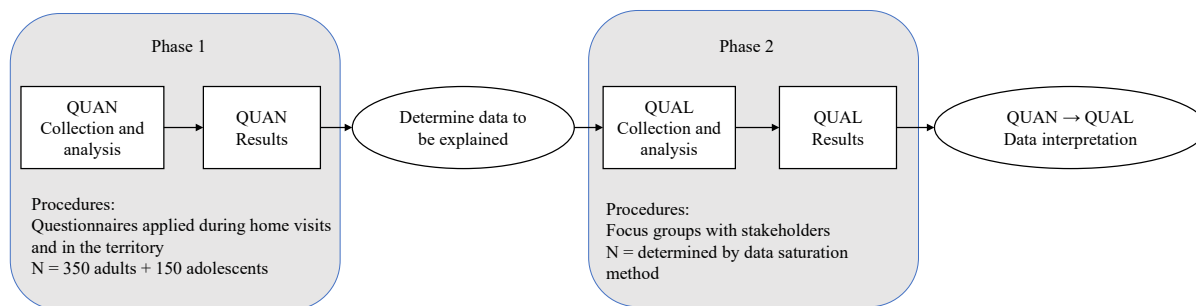 Phase 1
QUAN
Collection and
analysis
QUAN
Results
Procedures:
Questionnaires applied during home visits
and in the territory
N = 350 adults + 150 adolescents
Determine data to
be explained
Phase 2
QUAL
Collection and
analysis
QUAL
Results
Procedures:
Focus groups with stakeholders
N = determined by data saturation
method
QUAN → QUAL
Data interpretation